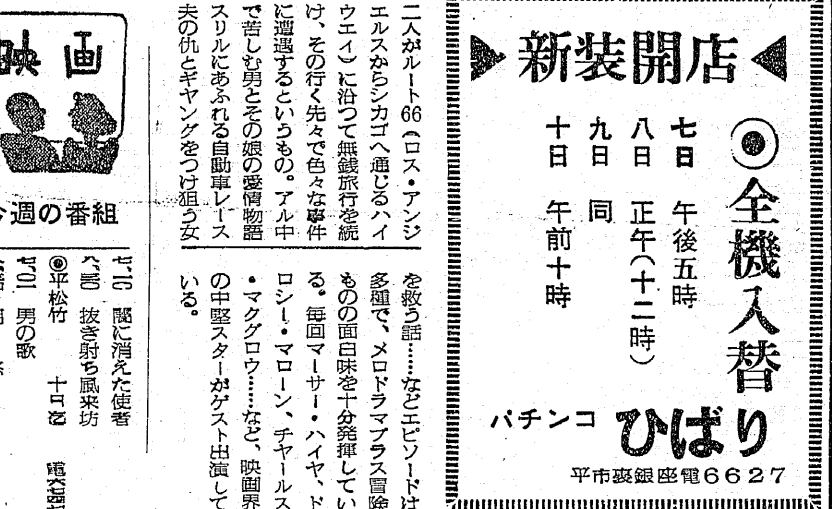 ▶新装開店◀
◎全機入替
七日 午後五時
八日 正午(十二時)
九日 同
十日 午前十時
パチンコ ひばり
平市裏銀座電6627
二人がルート66(ロス・アンジ
エルスからシカゴへ通じるハイ
ウエイ)に沿つて無銭旅行を続
け、その行く先々で色々な事件
に遭遇するというもの。アル中
で苦しむ男とその娘の愛情物語
スリルにあふれる自動車レース
夫の仇とギヤングをつけ狙う女
を救う話……などエピソードは
多種で、メロドラマプラス冒険
ものの面白味を十分発揮してい
る。毎回マーサー・ハイヤ、ド
ロシー・マローン、チヤールス
・マグロウ……など、映画界
の中堅スターがゲスト出演して
いる。
映画
今週の番組
闇に消えた使者
抜き射ち風来坊
◎平松竹 十日迄
男の歌